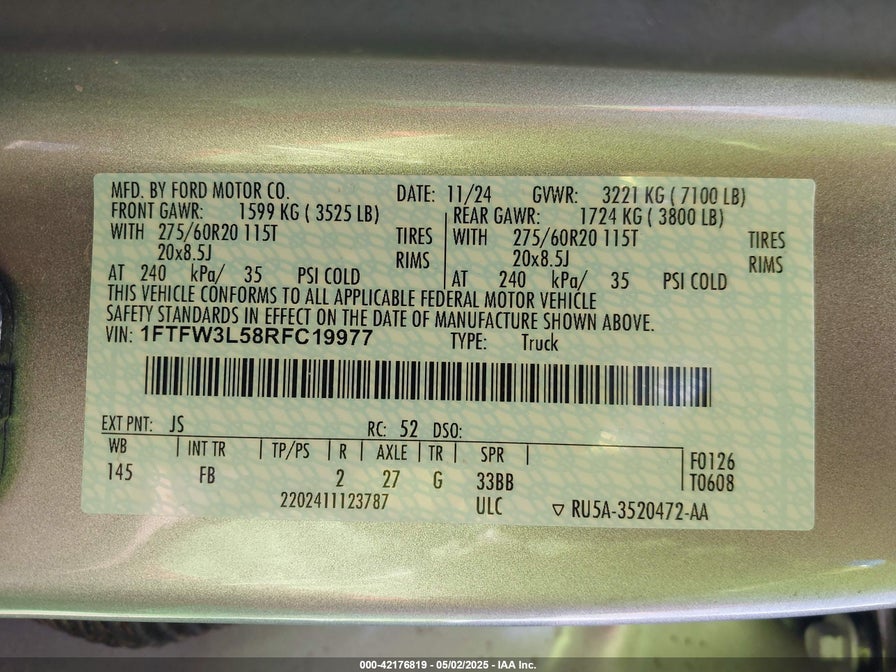 MFD. BY FORD MOTOR CO. DATE: 11/24 GVWR: 3221 KG ( 7100 LB)
FRONT GAWR: 1599 KG ( 3525 LB) REAR GAWR: 1724 KG ( 3800 LB)
WITH 275/60R20 115T TIRES WITH 275/60R20 115T TIRES
20x8.5J RIMS 20x8.5J RIMS
AT 240 kPa/ 35 PSI COLD AT 240 kPa/ 35 PSI COLD
THIS VEHICLE CONFORMS TO ALL APPLICABLE FEDERAL MOTOR VEHICLE
SAFETY STANDARDS IN EFFECT ON THE DATE OF MANUFACTURE SHOWN ABOVE.
VIN: 1FTFW3L58RFC19977 TYPE: Truck
EXT PNT: JS RC: 52 DSO:
WB INT TR TP/PS R AXLE TR SPR F0126
145 FB 2 27 G 33BB T0608
2202411123787 ULC ▽ RU5A-3520472-AA
000-42176819 - 05/02/2025 - IAA Inc.